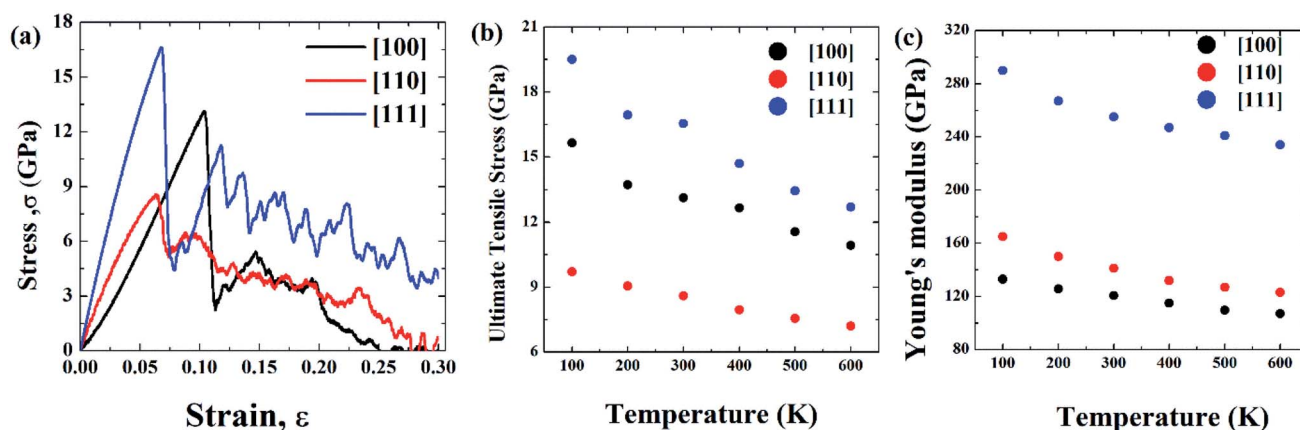 (a)
Stress ,σ (GPa)
18
15
12
9
6
3
0
0.00 0.05 0.10 0.15 0.20 0.25 0.30
Strain, ε
[100]
[110]
[111]
(b)
Ultimate Tensile Stress (GPa)
21
18
15
12
9
6
100 200 300 400 500 600
Temperature (K)
[100]
[110]
[111]
(c)
Young's modulus (GPa)
320
280
240
200
160
120
80
100 200 300 400 500 600
Temperature (K)
[100]
[110]
[111]